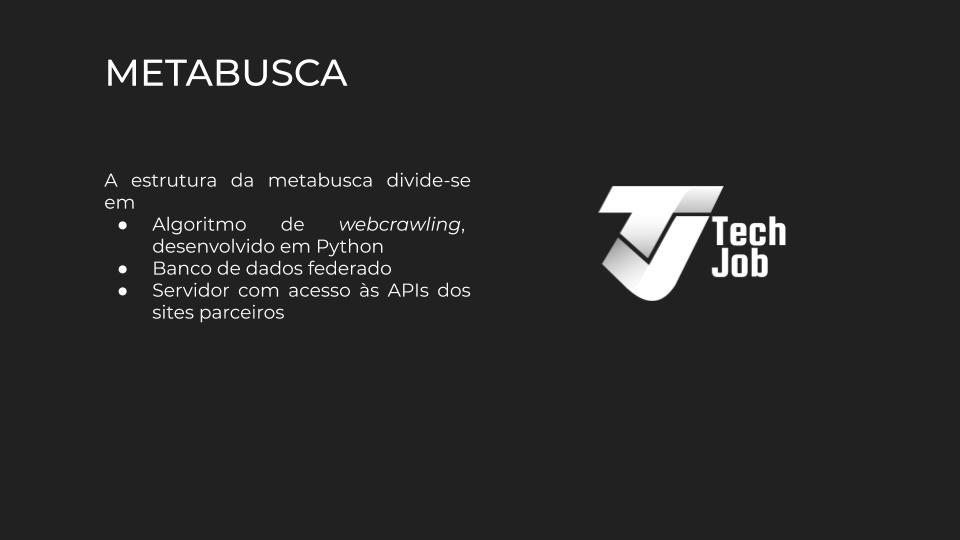 METABUSCA
A estrutura da metabusca divide-se
em
● Algoritmo de webcrawling,
desenvolvido em Python
● Banco de dados federado
● Servidor com acesso às APIs dos
sites parceiros
TJ
Tech
Job